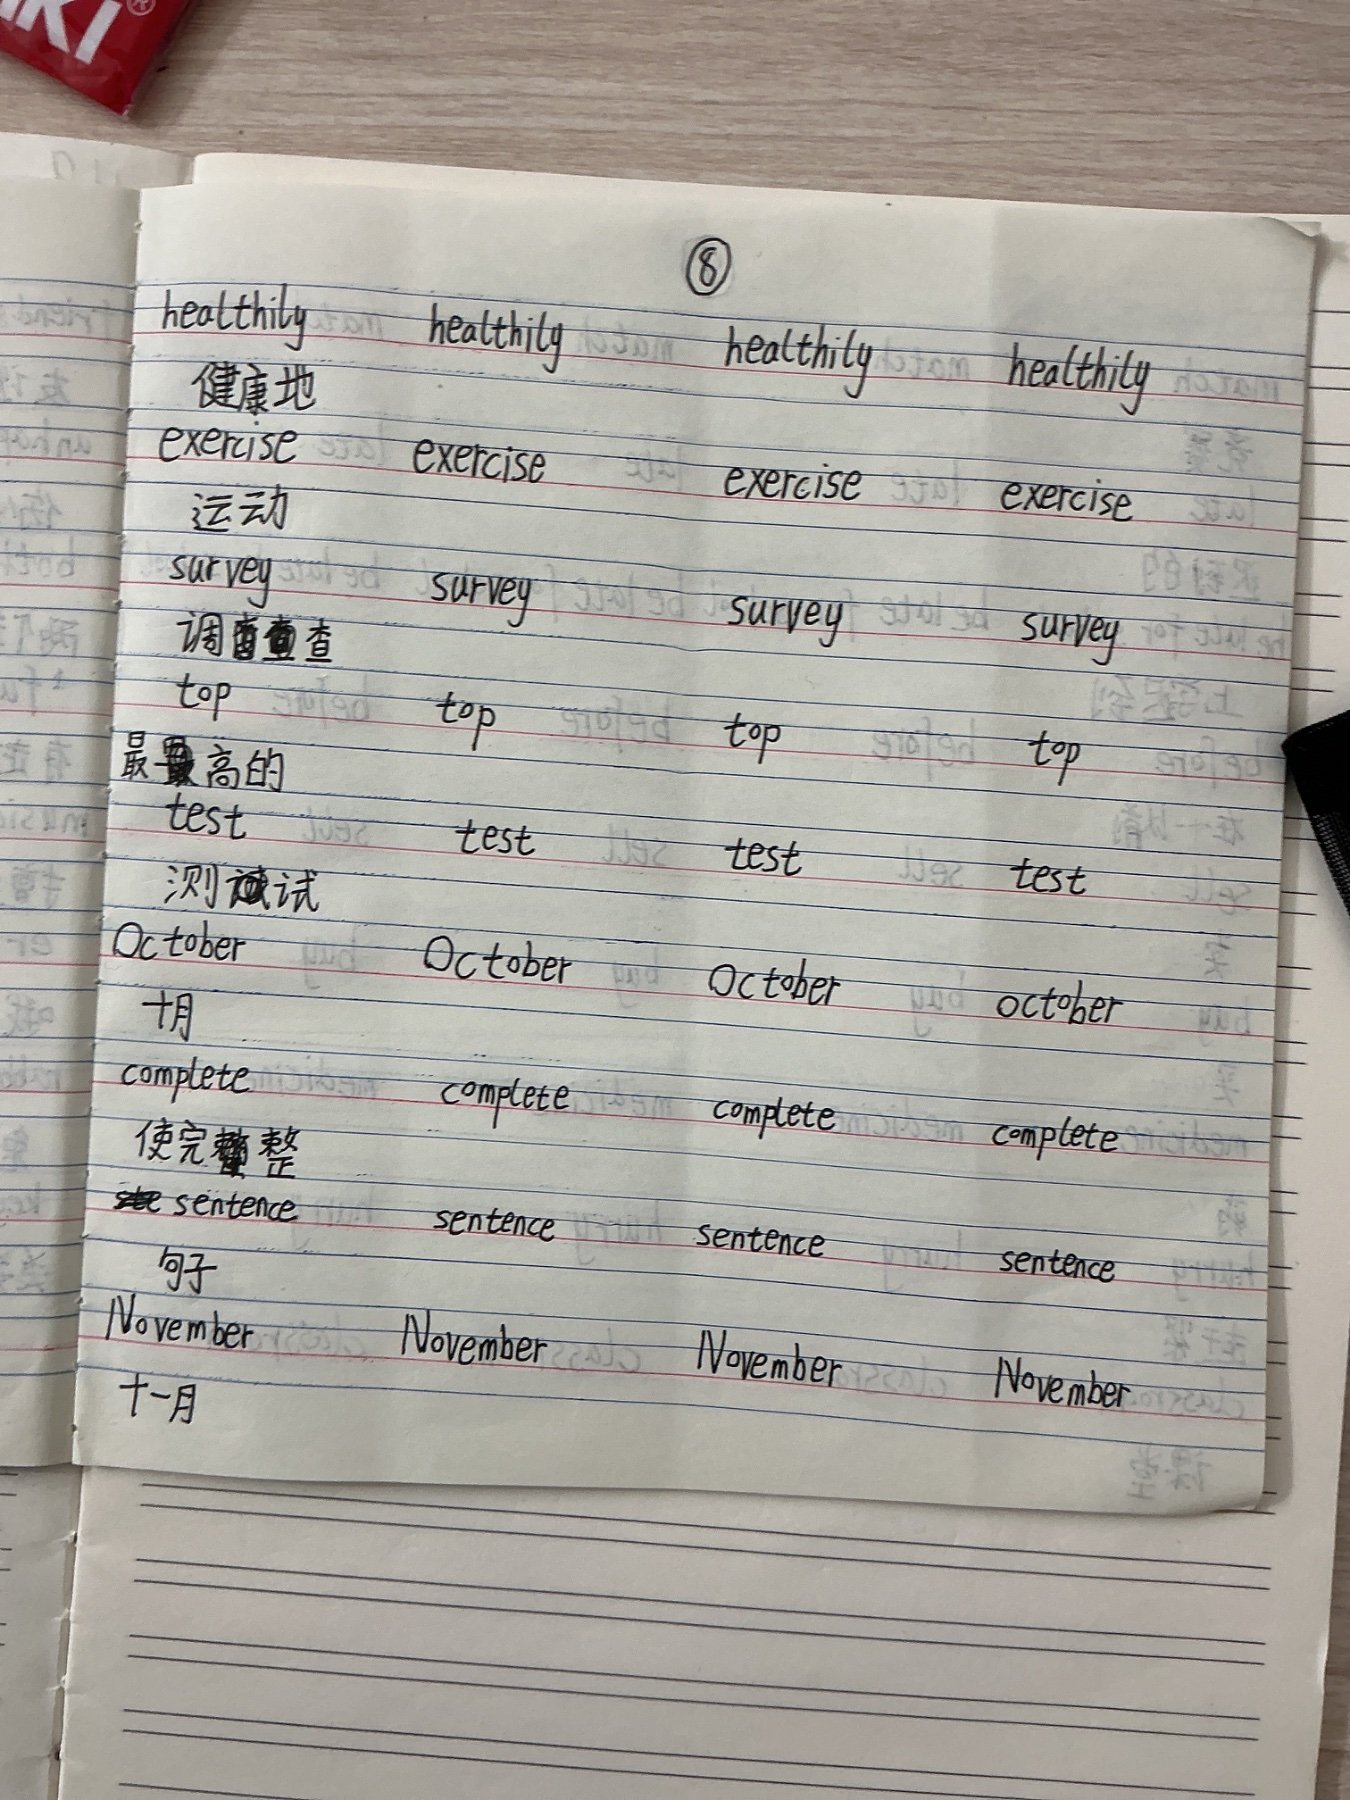 KI®
⑧
healthily healthily healthily healthily
健康地
exercise exercise exercise exercise
运动
survey survey survey survey
调查
top top top top
最高的
test test test test
测试
October October October october
十月
complete complete complete complete
使完整
sentence sentence sentence sentence
句子
November November November November
十一月